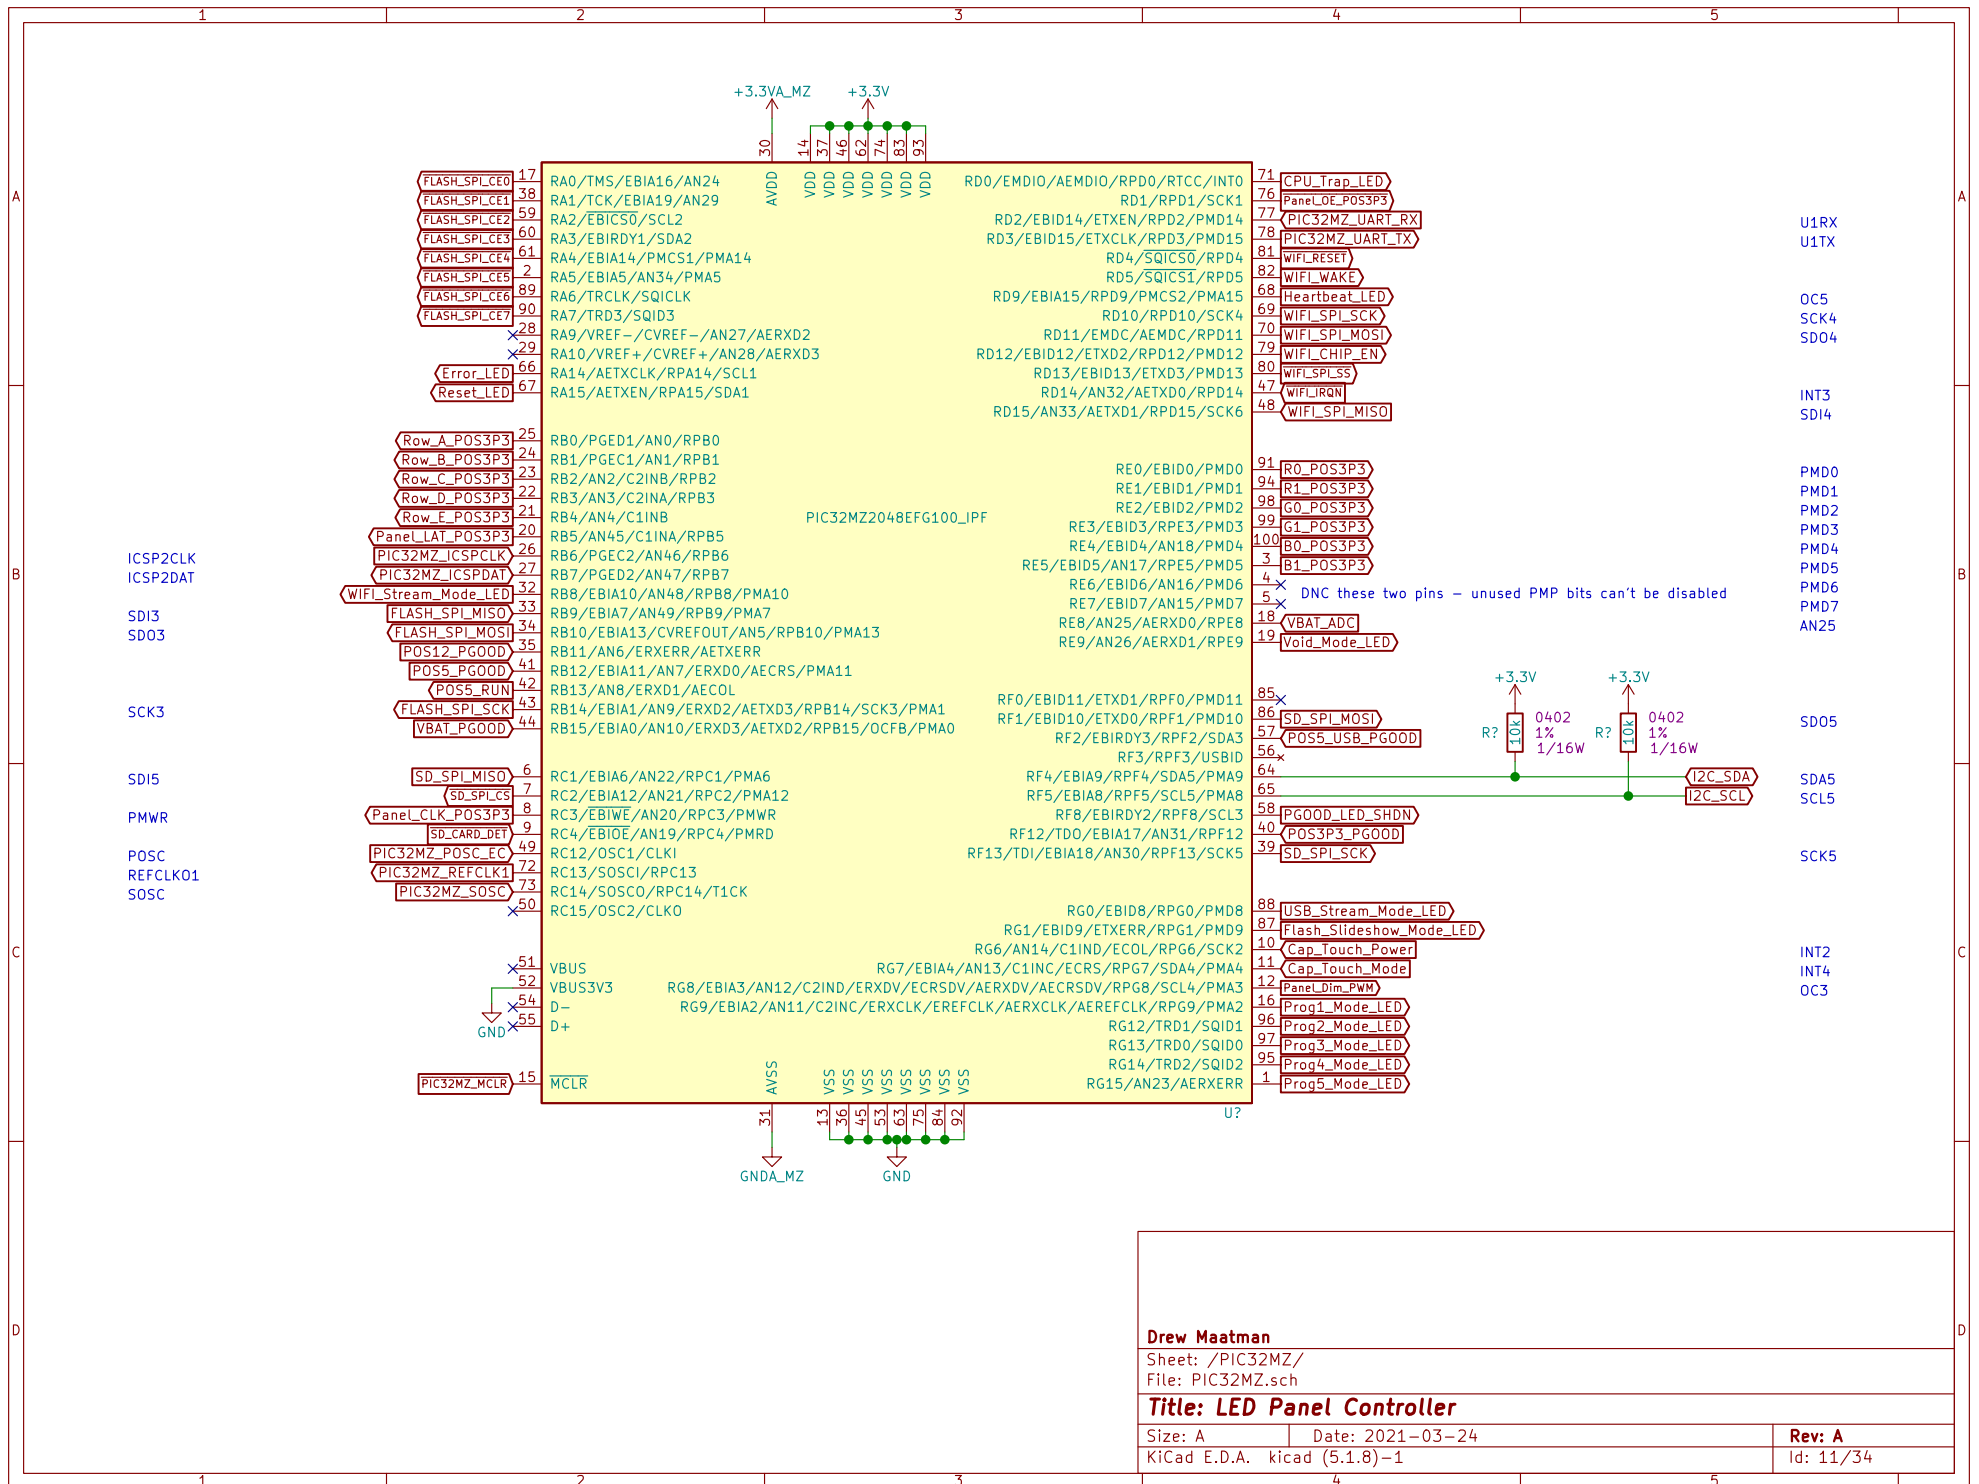 1 2 3 4 5
A A
B B
C C
D D
+3.3VA_MZ +3.3V
30 14 37 46 62 74 83 93
AVDD VDD VDD VDD VDD VDD VDD VDD
FLASH_SPI_CE0 17 RA0/TMS/EBIA16/AN24
FLASH_SPI_CE1 38 RA1/TCK/EBIA19/AN29
FLASH_SPI_CE2 59 RA2/EBICS0/SCL2
FLASH_SPI_CE3 60 RA3/EBIRDY1/SDA2
FLASH_SPI_CE4 61 RA4/EBIA14/PMCS1/PMA14
FLASH_SPI_CE5 2 RA5/EBIA5/AN34/PMA5
FLASH_SPI_CE6 89 RA6/TRCLK/SQICLK
FLASH_SPI_CE7 90 RA7/TRD3/SQID3
28 RA9/VREF-/CVREF-/AN27/AERXD2
29 RA10/VREF+/CVREF+/AN28/AERXD3
Error_LED 66 RA14/AETXCLK/RPA14/SCL1
Reset_LED 67 RA15/AETXEN/RPA15/SDA1
Row_A_POS3P3 25 RB0/PGED1/AN0/RPB0
Row_B_POS3P3 24 RB1/PGEC1/AN1/RPB1
Row_C_POS3P3 23 RB2/AN2/C2INB/RPB2
Row_D_POS3P3 22 RB3/AN3/C2INA/RPB3
Row_E_POS3P3 21 RB4/AN4/C1INB
Panel_LAT_POS3P3 20 RB5/AN45/C1INA/RPB5
ICSP2CLK PIC32MZ_ICSPCLK 26 RB6/PGEC2/AN46/RPB6
ICSP2DAT PIC32MZ_ICSPDAT 27 RB7/PGED2/AN47/RPB7
WIFI_Stream_Mode_LED 32 RB8/EBIA10/AN48/RPB8/PMA10
SDI3 FLASH_SPI_MISO 33 RB9/EBIA7/AN49/RPB9/PMA7
SDO3 FLASH_SPI_MOSI 34 RB10/EBIA13/CVREFOUT/AN5/RPB10/PMA13
POS12_PGOOD 35 RB11/AN6/ERXERR/AETXERR
POS5_PGOOD 41 RB12/EBIA11/AN7/ERXD0/AECRS/PMA11
POS5_RUN 42 RB13/AN8/ERXD1/AECOL
SCK3 FLASH_SPI_SCK 43 RB14/EBIA1/AN9/ERXD2/AETXD3/RPB14/SCK3/PMA1
VBAT_PGOOD 44 RB15/EBIA0/AN10/ERXD3/AETXD2/RPB15/OCFB/PMA0
SDI5 SD_SPI_MISO 6 RC1/EBIA6/AN22/RPC1/PMA6
SD_SPI_CS 7 RC2/EBIA12/AN21/RPC2/PMA12
PMWR Panel_CLK_POS3P3 8 RC3/EBIWE/AN20/RPC3/PMWR
SD_CARD_DET 9 RC4/EBIOE/AN19/RPC4/PMRD
POSC PIC32MZ_POSC_EC 49 RC12/OSC1/CLKI
REFCLKO1 PIC32MZ_REFCLK1 72 RC13/SOSCI/RPC13
SOSC PIC32MZ_SOSC 73 RC14/SOSCO/RPC14/T1CK
50 RC15/OSC2/CLKO
51 VBUS
52 VBUS3V3
54 D-
GND 55 D+
PIC32MZ_MCLR 15 MCLR
PIC32MZ2048EFG100_IPF
RD0/EMDIO/AEMDIO/RPD0/RTCC/INT0 71 CPU_Trap_LED
RD1/RPD1/SCK1 76 Panel_OE_POS3P3
RD2/EBID14/ETXEN/RPD2/PMD14 77 PIC32MZ_UART_RX U1RX
RD3/EBID15/ETXCLK/RPD3/PMD15 78 PIC32MZ_UART_TX U1TX
RD4/SQICS0/RPD4 81 WIFI_RESET
RD5/SQICS1/RPD5 82 WIFI_WAKE
RD9/EBIA15/RPD9/PMCS2/PMA15 68 Heartbeat_LED OC5
RD10/RPD10/SCK4 69 WIFI_SPI_SCK SCK4
RD11/EMDC/AEMDC/RPD11 70 WIFI_SPI_MOSI SDO4
RD12/EBID12/ETXD2/RPD12/PMD12 79 WIFI_CHIP_EN
RD13/EBID13/ETXD3/PMD13 80 WIFI_SPI_SS
RD14/AN32/AETXD0/RPD14 47 WIFI_IRQN INT3
RD15/AN33/AETXD1/RPD15/SCK6 48 WIFI_SPI_MISO SDI4
RE0/EBID0/PMD0 91 R0_POS3P3 PMD0
RE1/EBID1/PMD1 94 R1_POS3P3 PMD1
RE2/EBID2/PMD2 98 G0_POS3P3 PMD2
RE3/EBID3/RPE3/PMD3 99 G1_POS3P3 PMD3
RE4/EBID4/AN18/PMD4 100 B0_POS3P3 PMD4
RE5/EBID5/AN17/RPE5/PMD5 3 B1_POS3P3 PMD5
RE6/EBID6/AN16/PMD6 4 PMD6
DNC these two pins – unused PMP bits can't be disabled
RE7/EBID7/AN15/PMD7 5 PMD7
RE8/AN25/AERXD0/RPE8 18 VBAT_ADC AN25
RE9/AN26/AERXD1/RPE9 19 Void_Mode_LED
+3.3V +3.3V
R? 10k 0402 1% 1/16W
R? 10k 0402 1% 1/16W
RF0/EBID11/ETXD1/RPF0/PMD11 85
RF1/EBID10/ETXD0/RPF1/PMD10 86 SD_SPI_MOSI SDO5
RF2/EBIRDY3/RPF2/SDA3 57 POS5_USB_PGOOD
RF3/RPF3/USBID 56
RF4/EBIA9/RPF4/SDA5/PMA9 64 I2C_SDA SDA5
RF5/EBIA8/RPF5/SCL5/PMA8 65 I2C_SCL SCL5
RF8/EBIRDY2/RPF8/SCL3 58 PGOOD_LED_SHDN
RF12/TDO/EBIA17/AN31/RPF12 40 POS3P3_PGOOD
RF13/TDI/EBIA18/AN30/RPF13/SCK5 39 SD_SPI_SCK SCK5
RG0/EBID8/RPG0/PMD8 88 USB_Stream_Mode_LED
RG1/EBID9/ETXERR/RPG1/PMD9 87 Flash_Slideshow_Mode_LED
RG6/AN14/C1IND/ECOL/RPG6/SCK2 10 Cap_Touch_Power INT2
RG7/EBIA4/AN13/C1INC/ECRS/RPG7/SDA4/PMA4 11 Cap_Touch_Mode INT4
RG8/EBIA3/AN12/C2IND/ERXDV/ECRSDV/AERXDV/AECRSDV/RPG8/SCL4/PMA3 12 Panel_Dim_PWM OC3
RG9/EBIA2/AN11/C2INC/ERXCLK/EREFCLK/AERXCLK/AEREFCLK/RPG9/PMA2 16 Prog1_Mode_LED
RG12/TRD1/SQID1 96 Prog2_Mode_LED
RG13/TRD0/SQID0 97 Prog3_Mode_LED
RG14/TRD2/SQID2 95 Prog4_Mode_LED
RG15/AN23/AERXERR 1 Prog5_Mode_LED
AVSS VSS VSS VSS VSS VSS VSS VSS VSS
31 13 36 45 53 63 75 84 92
U?
GNDA_MZ GND
Drew Maatman
Sheet: /PIC32MZ/
File: PIC32MZ.sch
Title: LED Panel Controller
Size: A Date: 2021-03-24 Rev: A
KiCad E.D.A. kicad (5.1.8)-1 Id: 11/34
1 2 3 4 5